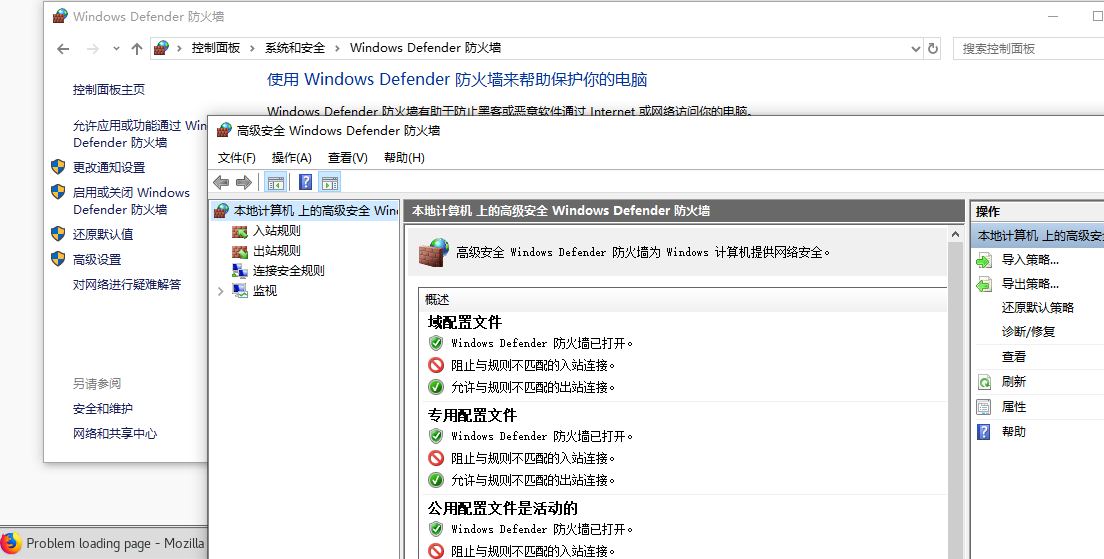 Windows Defender 防火墙
控制面板 系统和安全 Windows Defender 防火墙
搜索控制面板
控制面板主页
允许应用或功能通过 Win
Defender 防火墙
更改通知设置
启用或关闭 Windows
Defender 防火墙
还原默认值
高级设置
对网络进行疑难解答
另请参阅
安全和维护
网络和共享中心
使用 Windows Defender 防火墙来帮助保护你的电脑
Windows Defender 防火墙有助于防止黑客或恶意软件通过 Internet 或网络访问你的电脑。
高级安全 Windows Defender 防火墙
文件(F) 操作(A) 查看(V) 帮助(H)
本地计算机 上的高级安全 Win
入站规则
出站规则
连接安全规则
监视
本地计算机 上的高级安全 Windows Defender 防火墙
高级安全 Windows Defender 防火墙为 Windows 计算机提供网络安全。
概述
域配置文件
Windows Defender 防火墙已打开。
阻止与规则不匹配的入站连接。
允许与规则不匹配的出站连接。
专用配置文件
Windows Defender 防火墙已打开。
阻止与规则不匹配的入站连接。
允许与规则不匹配的出站连接。
公用配置文件是活动的
Windows Defender 防火墙已打开。
阻止与规则不匹配的入站连接。
操作
本地计算机 上的高级安
导入策略...
导出策略...
还原默认策略
诊断/修复
查看
刷新
属性
帮助
Problem loading page - Mozilla